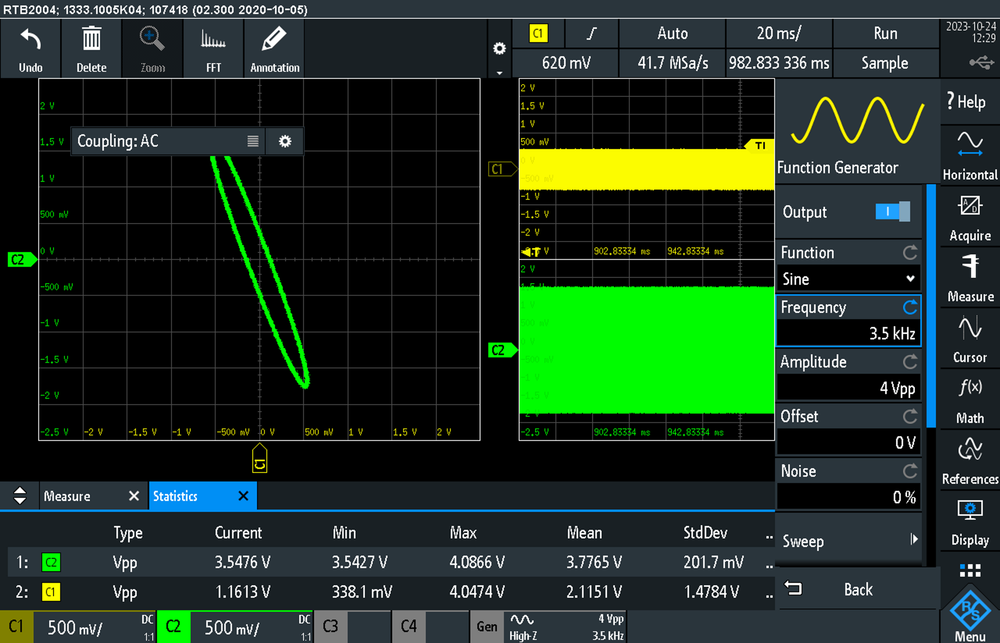 RTB2004; 1333.1005K04; 107418 (02.300 2020-10-05)
Undo
Delete
Zoom
FFT
Annotation
C1
Auto
20 ms/
Run
620 mV
41.7 MSa/s
982.833 336 ms
Sample
2023-10-24
12:29
2 V
1.5 V
1 V
500 mV
0 V
-500 mV
-1 V
-1.5 V
-2 V
-2.5 V
-2 V
-1.5 V
-1 V
-500 mV
0 V
500 mV
1 V
1.5 V
2 V
Coupling: AC
C2
C1
2 V
1.5 V
1 V
500 mV
0 V
-500 mV
-1 V
-1.5 V
-2 V
V
902.83334 ms
942.83334 ms
TI
C1
2 V
1.5 V
1 V
500 mV
0 V
-500 mV
-1 V
-1.5 V
-2 V
-2.5 V
902.83334 ms
942.83334 ms
C2
Function Generator
Output
I
Function
Sine
Frequency
3.5 kHz
Amplitude
4 Vpp
Offset
0 V
Noise
0 %
Sweep
Back
? Help
Horizontal
A
D
Acquire
Measure
Cursor
f(x)
Math
References
Display
R
S
Menu
Measure
Statistics
Type
Current
Min
Max
Mean
StdDev
..
1:
C2
Vpp
3.5476 V
3.5427 V
4.0866 V
3.7765 V
201.7 mV
..
2:
C1
Vpp
1.1613 V
338.1 mV
4.0474 V
2.1151 V
1.4784 V
..
C1
500 mV/
DC
1:1
C2
500 mV/
DC
1:1
C3
C4
Gen
High-Z
4 Vpp
3.5 kHz